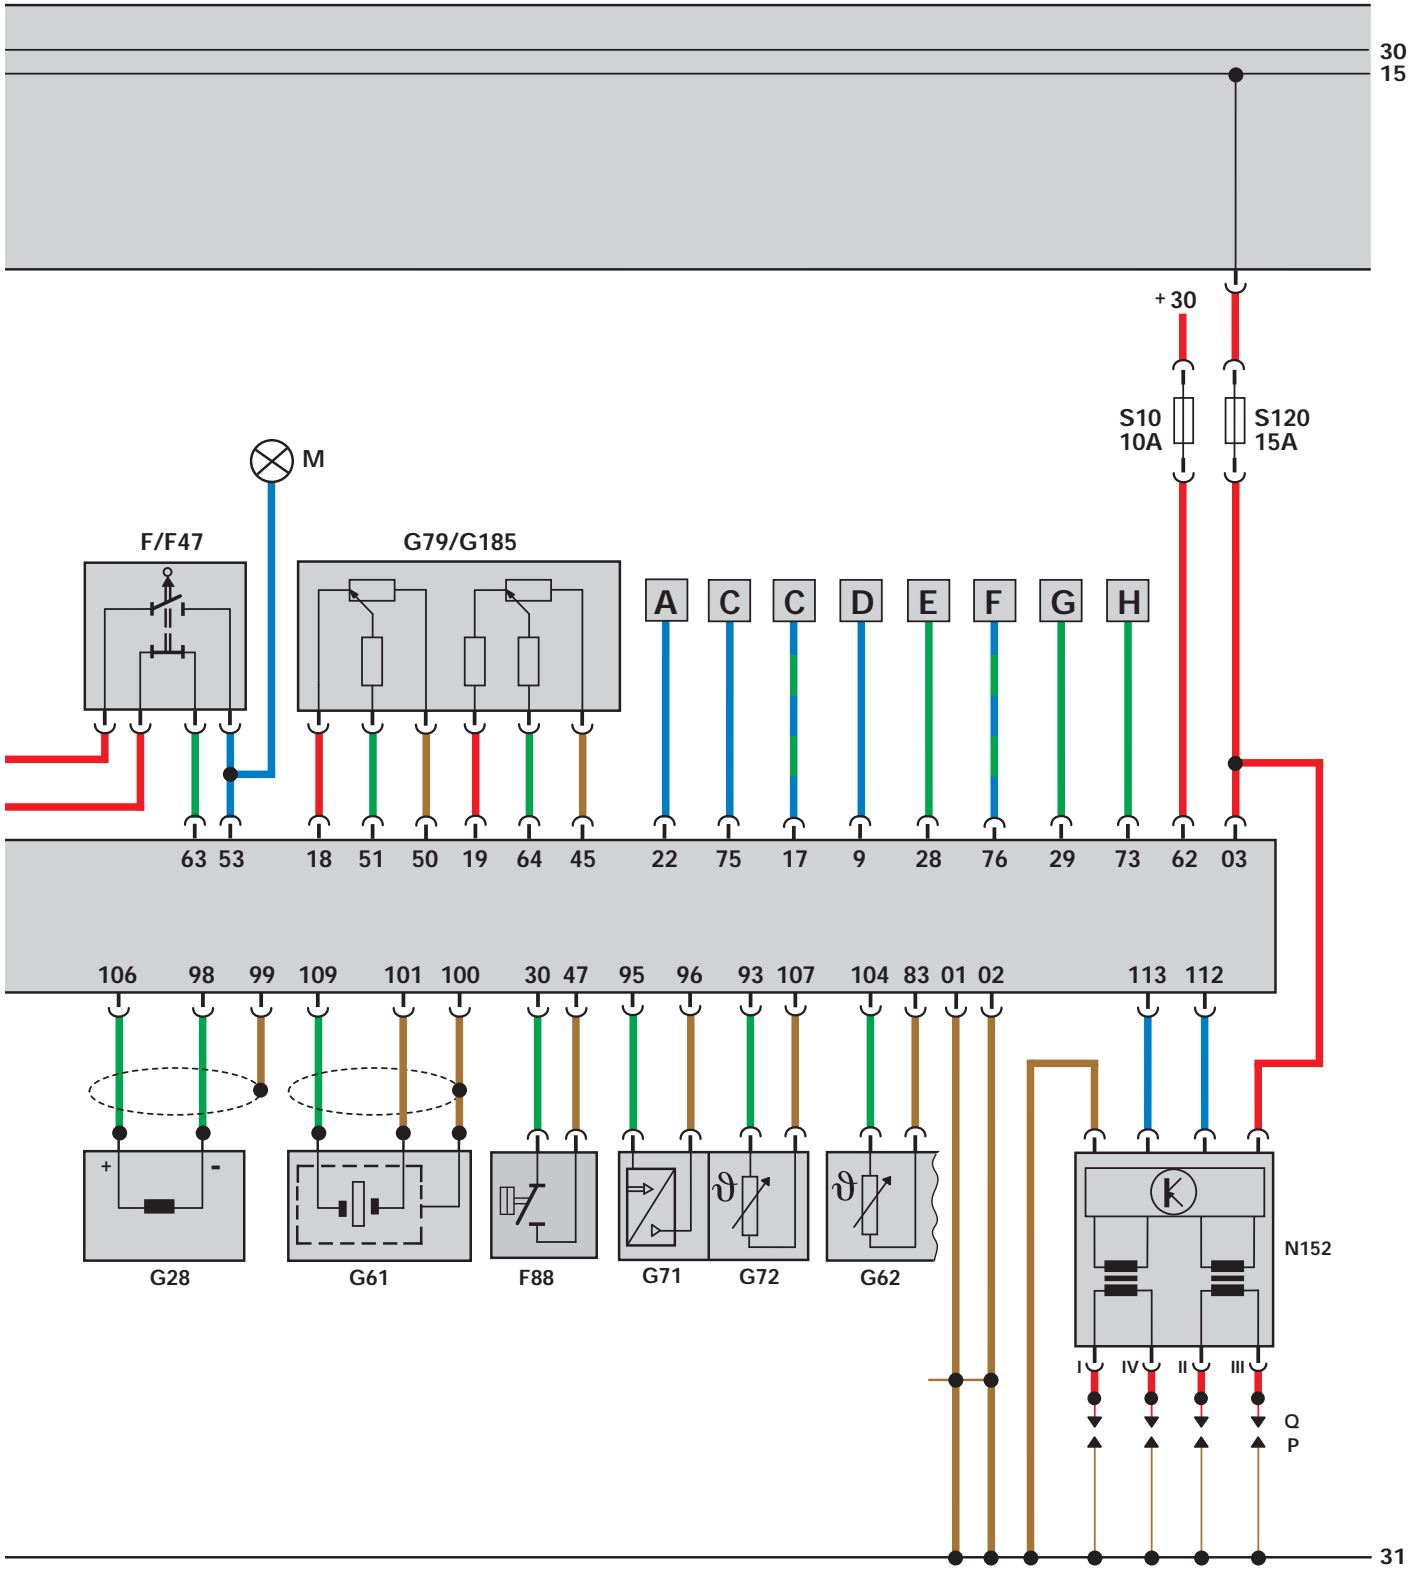 30
15
+ 30
S10
10A
S120
15A
M
F/F47
G79/G185
A C C D E F G H
63 53 18 51 50 19 64 45 22 75 17 9 28 76 29 73 62 03
106 98 99 109 101 100 30 47 95 96 93 107 104 83 01 02 113 112
+ -
ϑ ϑ
N152
G28 G61 F88 G71 G72 G62
I IV II III
Q
P
31